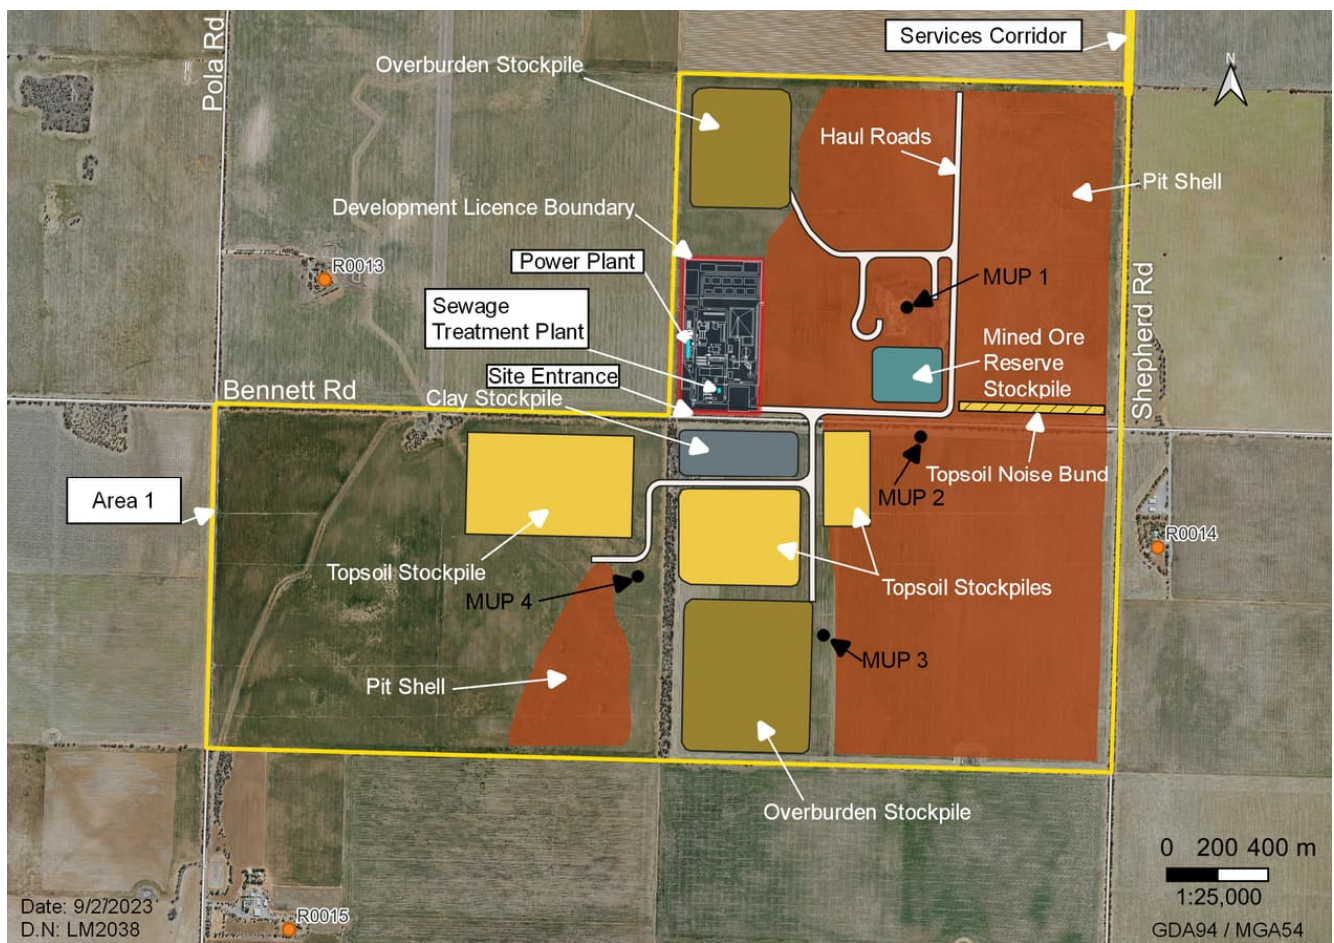 Services Corridor
Pola Rd
Overburden Stockpile
N
Haul Roads
Pit Shell
Development Licence Boundary
Power Plant
R0013
MUP 1
Sewage
Treatment Plant
Mined Ore
Reserve
Stockpile
Shepherd Rd
Site Entrance
Bennett Rd
Clay Stockpile
Topsoil Noise Bund
Area 1
MUP 2
R0014
Topsoil Stockpile
Topsoil Stockpiles
MUP 4
MUP 3
Pit Shell
Overburden Stockpile
0 200 400 m
1:25,000
GDA94 / MGA54
R0015
Date: 9/2/2023
D.N: LM2038